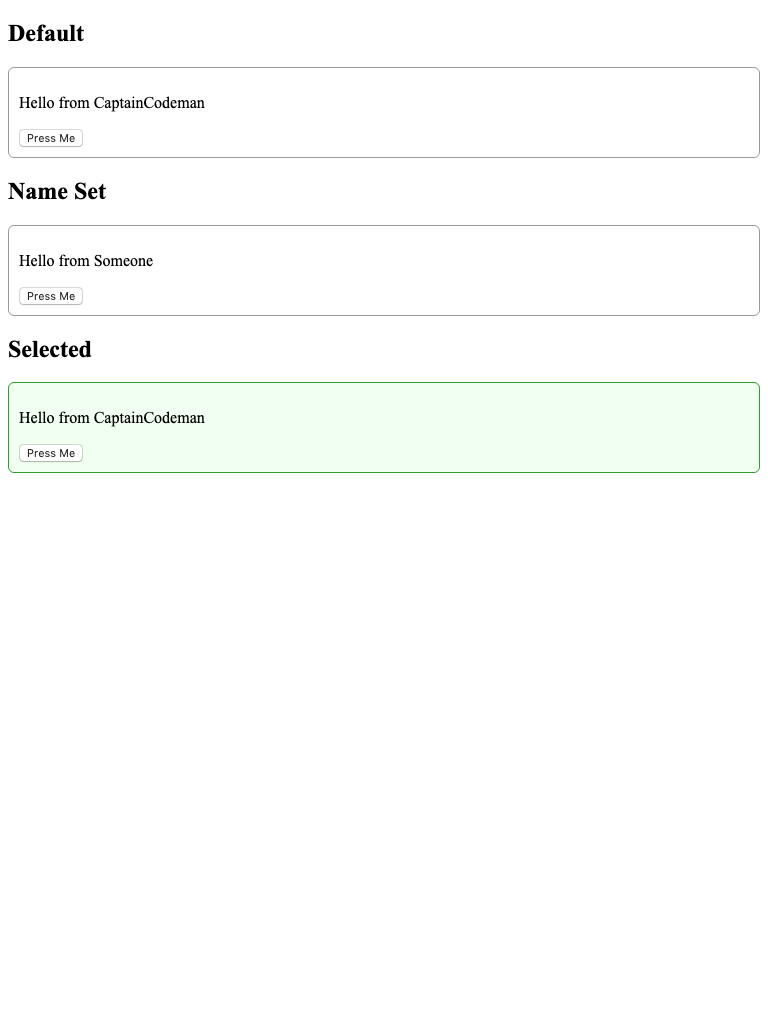 Default
Hello from CaptainCodeman
Press Me
Name Set
Hello from Someone
Press Me
Selected
Hello from CaptainCodeman
Press Me